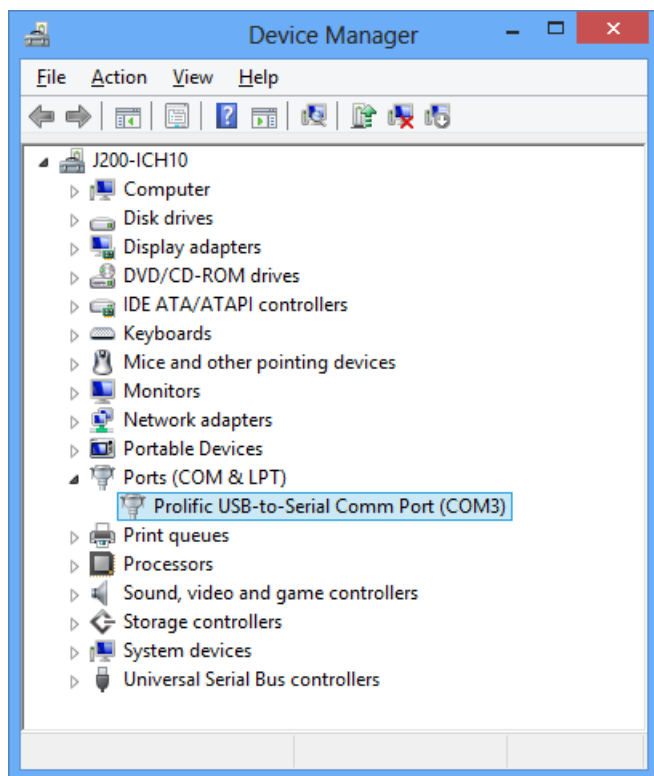 Device Manager
File Action View Help
J200-ICH10
Computer
Disk drives
Display adapters
DVD/CD-ROM drives
IDE ATA/ATAPI controllers
Keyboards
Mice and other pointing devices
Monitors
Network adapters
Portable Devices
Ports (COM & LPT)
Prolific USB-to-Serial Comm Port (COM3)
Print queues
Processors
Sound, video and game controllers
Storage controllers
System devices
Universal Serial Bus controllers